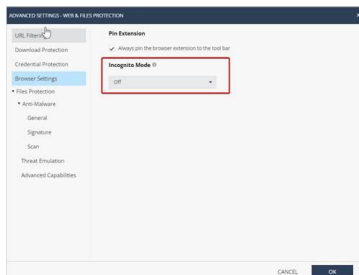 ADVANCED SETTINGS - WEB & FILES PROTECTION
URL Filtering
Download Protection
Credential Protection
Browser Settings
Files Protection
Anti-Malware
General
Signature
Scan
Threat Emulation
Advanced Capabilities
Pin Extension
Always pin the browser extension to the tool bar
Incognito Mode
Off
CANCEL
OK